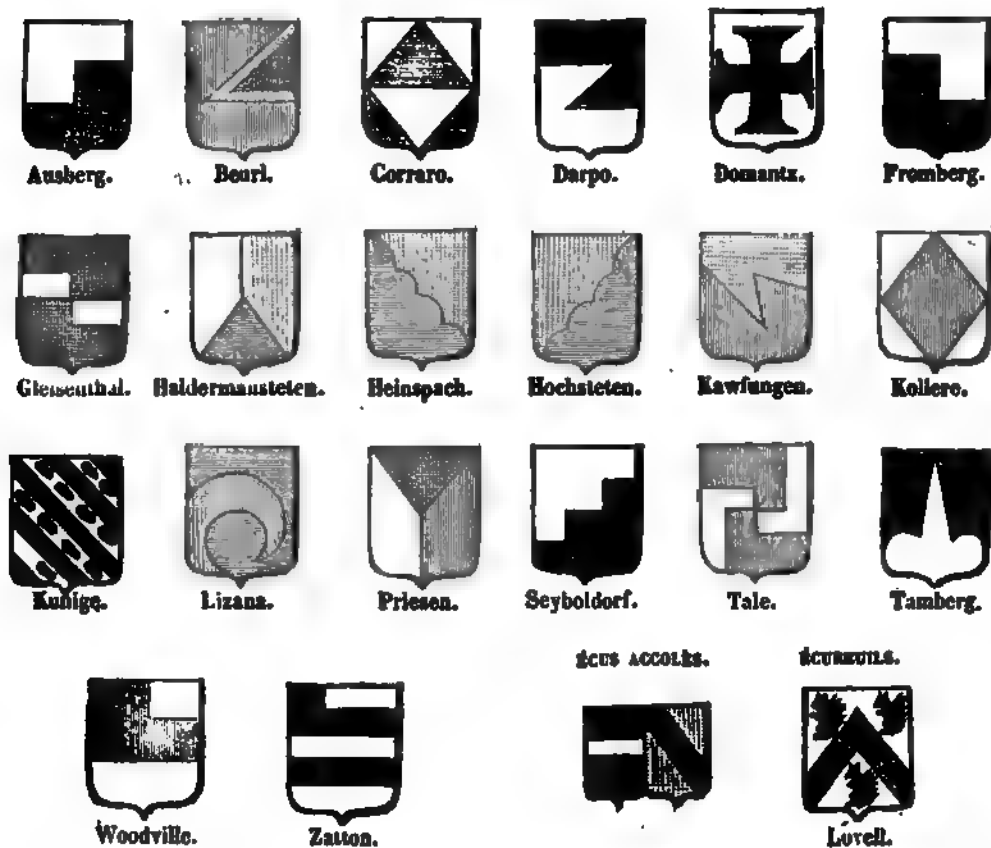 Ausberg. Beurl. Corraro. Darpo. Domantz. Fromberg.
Gleisenthal. Haldermansteten. Heinspach. Hochsteten. Kawfungen. Kollere.
Kunige. Lizana. Priesen. Seyboldorf. Tale. Tamberg.
ÉCUS ACCOLÉS. ÉCUREUILS.
Woodville. Zatton. Lovell.